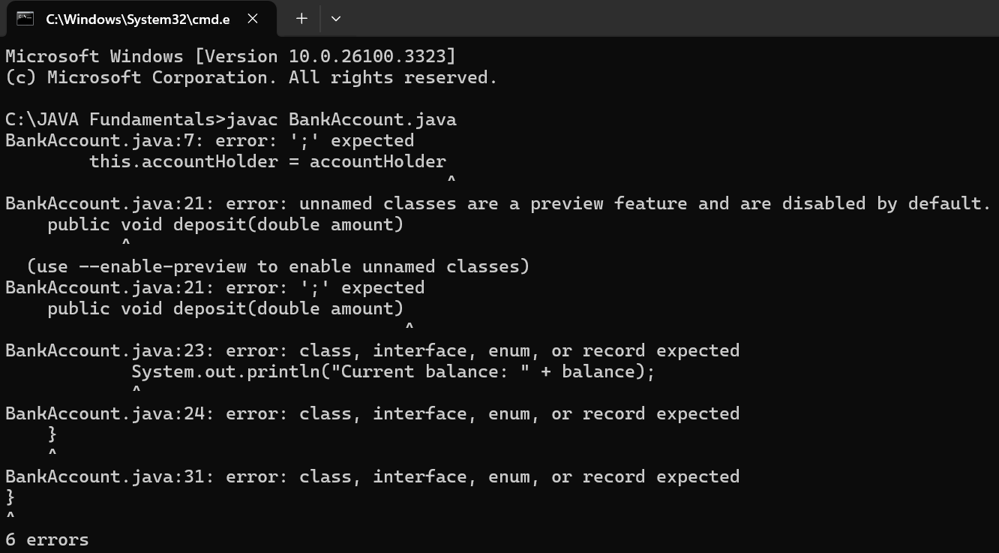 C:\Windows\System32\cmd.e
Microsoft Windows [Version 10.0.26100.3323]
(c) Microsoft Corporation. All rights reserved.
C:\JAVA Fundamentals>javac BankAccount.java
BankAccount.java:7: error: ';' expected
        this.accountHolder = accountHolder
                                          ^
BankAccount.java:21: error: unnamed classes are a preview feature and are disabled by default.
    public void deposit(double amount)
           ^
  (use --enable-preview to enable unnamed classes)
BankAccount.java:21: error: ';' expected
    public void deposit(double amount)
                                      ^
BankAccount.java:23: error: class, interface, enum, or record expected
            System.out.println("Current balance: " + balance);
            ^
BankAccount.java:24: error: class, interface, enum, or record expected
    }
    ^
BankAccount.java:31: error: class, interface, enum, or record expected
}
^
6 errors